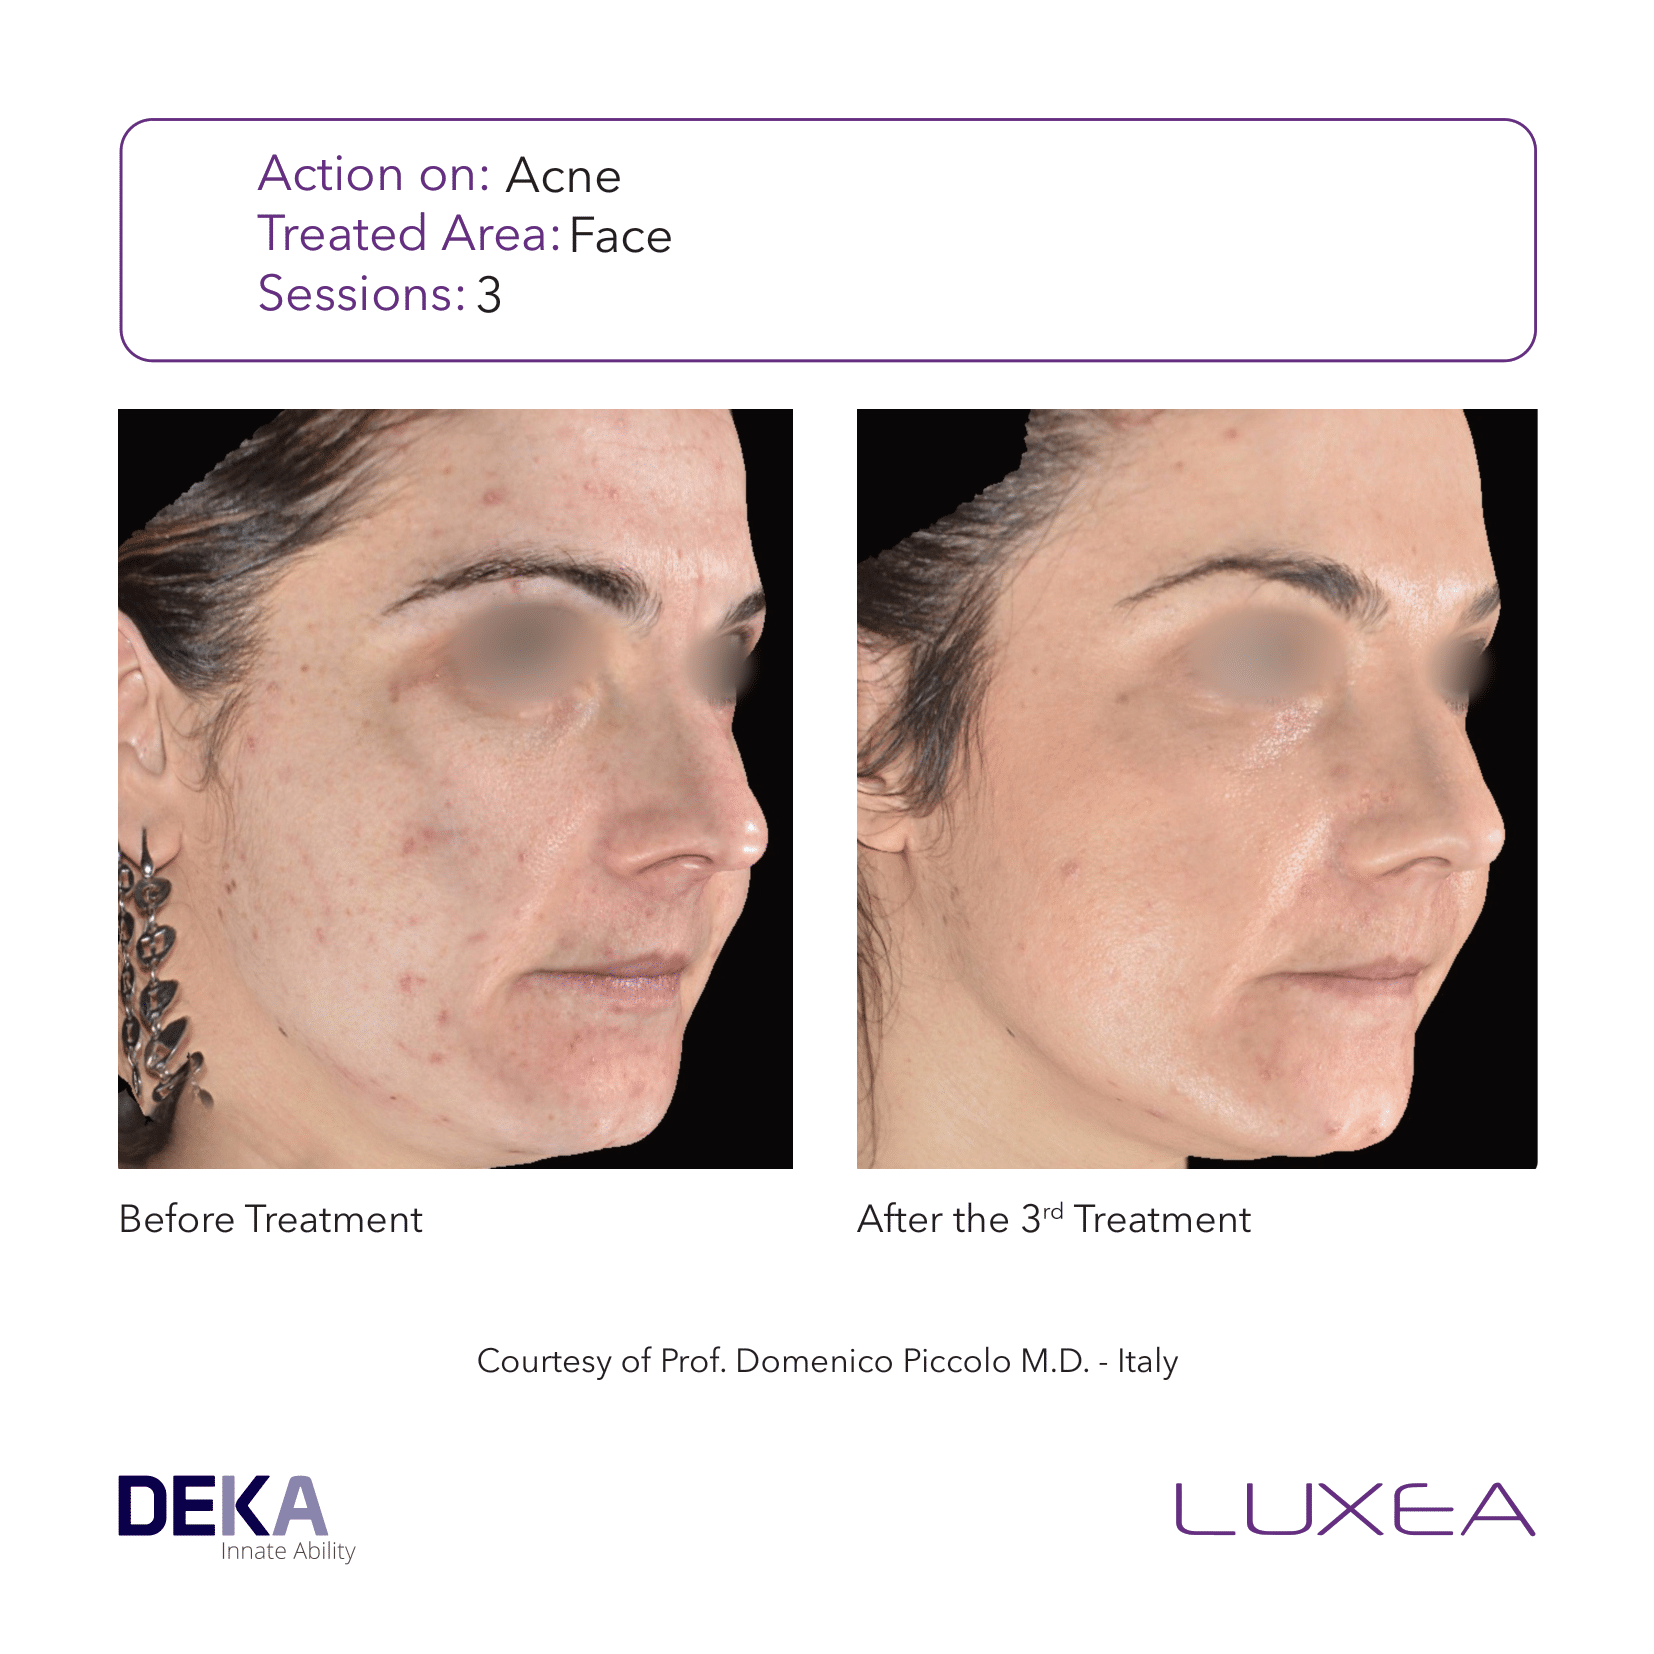 Action on: Acne
Treated Area: Face
Sessions: 3
Before Treatment
After the 3rd Treatment
Courtesy of Prof. Domenico Piccolo M.D. - Italy
DEKA
Innate Ability
LUXEA